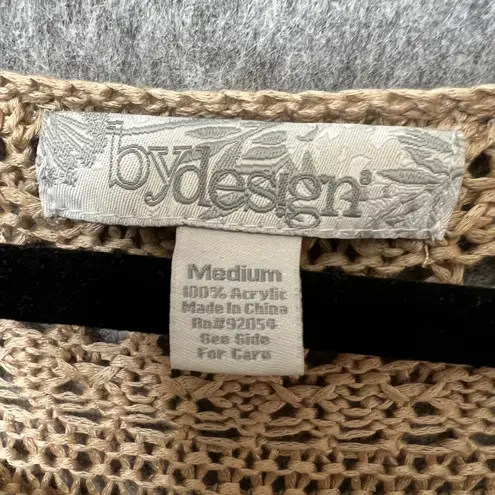 bydesign®
Medium
100% Acrylic
Made In China
Rn#92054
See Side
For Care